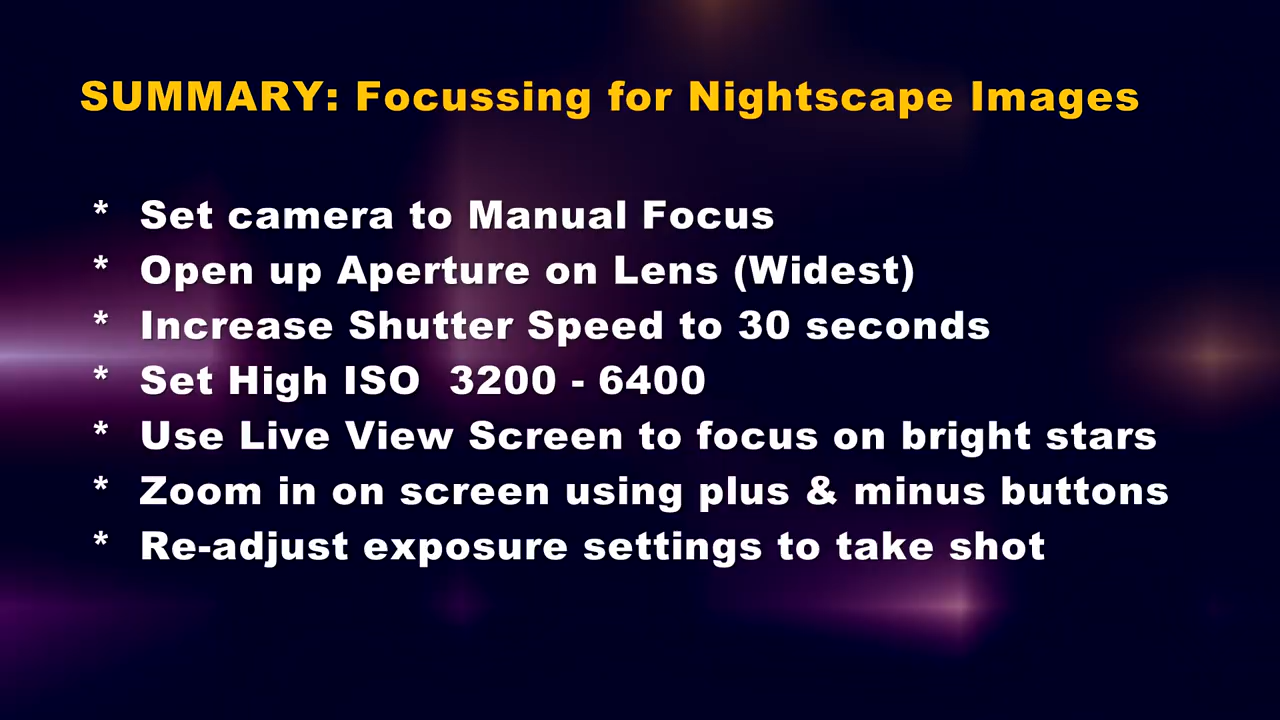 SUMMARY: Focussing for Nightscape Images
* Set camera to Manual Focus
* Open up Aperture on Lens (Widest)
* Increase Shutter Speed to 30 seconds
* Set High ISO  3200 - 6400
* Use Live View Screen to focus on bright stars
* Zoom in on screen using plus & minus buttons
* Re-adjust exposure settings to take shot